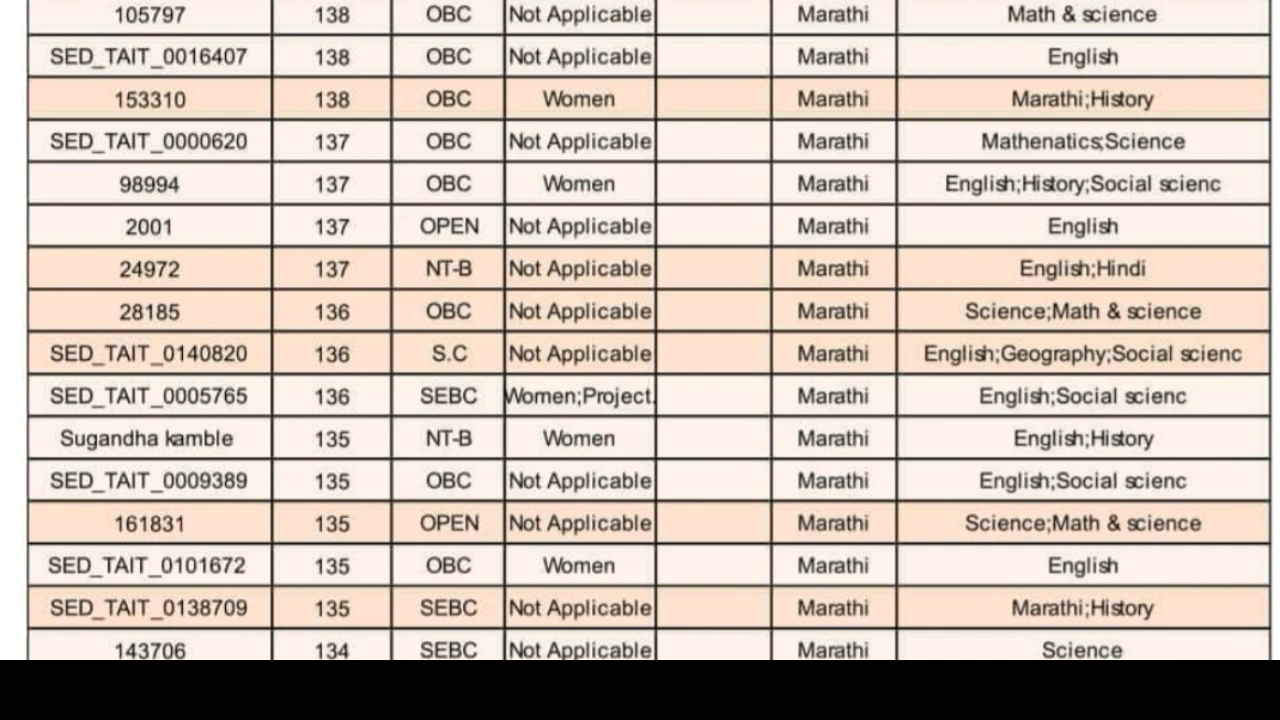 105797 138 OBC Not Applicable Marathi Math & science
SED_TAIT_0016407 138 OBC Not Applicable Marathi English
153310 138 OBC Women Marathi Marathi;History
SED_TAIT_0000620 137 OBC Not Applicable Marathi Mathenatics;Science
98994 137 OBC Women Marathi English;History;Social scienc
2001 137 OPEN Not Applicable Marathi English
24972 137 NT-B Not Applicable Marathi English;Hindi
28185 136 OBC Not Applicable Marathi Science;Math & science
SED_TAIT_0140820 136 S.C Not Applicable Marathi English;Geography;Social scienc
SED_TAIT_0005765 136 SEBC Women;Project. Marathi English;Social scienc
Sugandha kamble 135 NT-B Women Marathi English;History
SED_TAIT_0009389 135 OBC Not Applicable Marathi English;Social scienc
161831 135 OPEN Not Applicable Marathi Science;Math & science
SED_TAIT_0101672 135 OBC Women Marathi English
SED_TAIT_0138709 135 SEBC Not Applicable Marathi Marathi;History
143706 134 SEBC Not Applicable Marathi Science